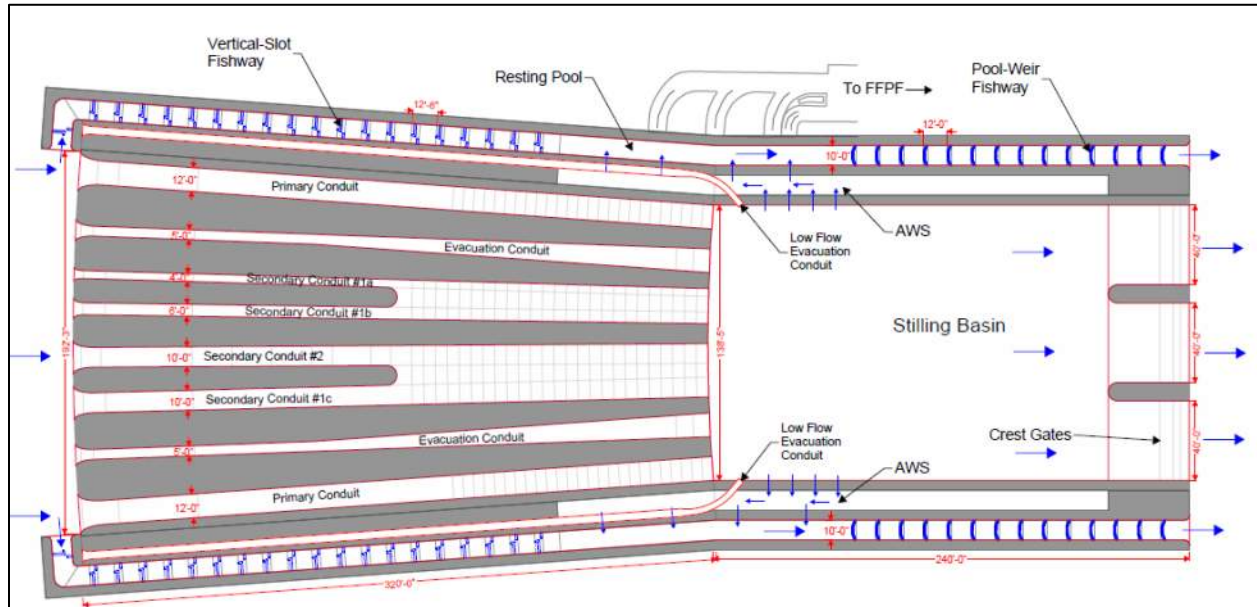 Vertical-Slot
Fishway
Resting Pool
To FFPF
Pool-Weir
Fishway
12'-6"
12'-0"
10'-0"
12'-0"
Primary Conduit
5'-0"
Evacuation Conduit
4'-0"
Secondary Conduit #1a
6'-0"
Secondary Conduit #1b
192'-3"
10'-0"
Secondary Conduit #2
10'-0"
Secondary Conduit #1c
5'-0"
Evacuation Conduit
12'-0"
Primary Conduit
Low Flow
Evacuation
Conduit
AWS
138'-5"
Stilling Basin
40'-0"
40'-0"
40'-0"
Low Flow
Evacuation
Conduit
Crest Gates
AWS
10'-0"
320'-0"
240'-0"